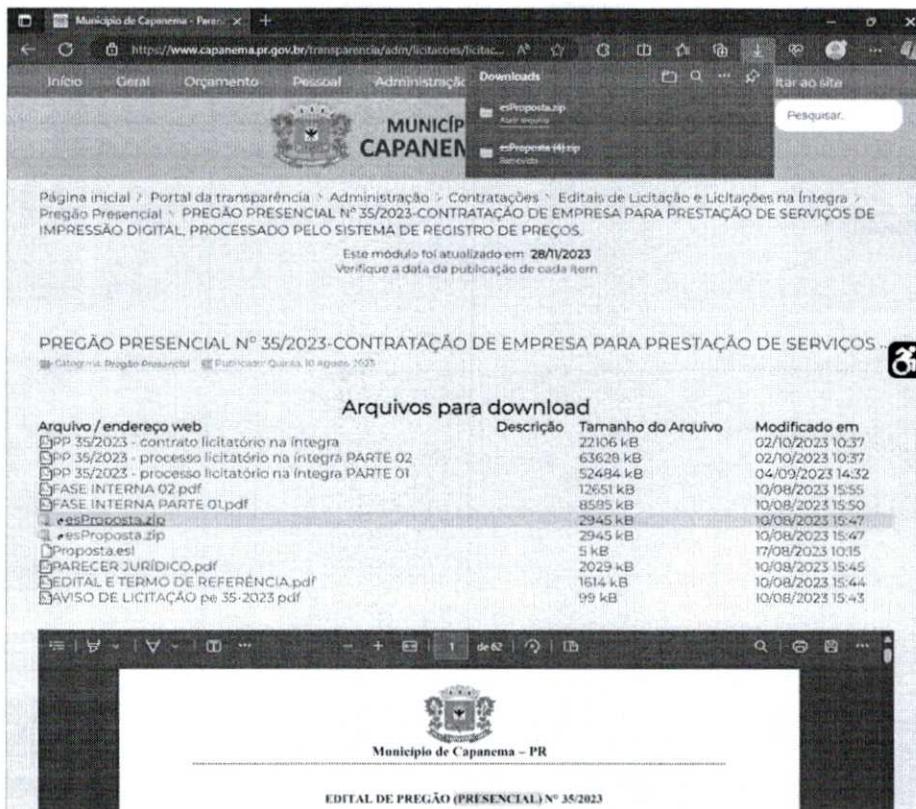 Município de Capanema - Paran
https://www.capanema.pr.gov.br/transparencia/adm/licitacoes/licitac...
Início Geral Orçamento Pessoal Administração
Downloads
tar ao site
esProposta.zip
Abrir arquivo
esProposta (4).zip
Removido
Pesquisar.
MUNICÍP
CAPANEM
Página inicial > Portal da transparência > Administração > Contratações > Editais de Licitação e Licitações na Íntegra >
Pregão Presencial > PREGÃO PRESENCIAL Nº 35/2023-CONTRATAÇÃO DE EMPRESA PARA PRESTAÇÃO DE SERVIÇOS DE
IMPRESSÃO DIGITAL, PROCESSADO PELO SISTEMA DE REGISTRO DE PREÇOS.
Este módulo foi atualizado em 28/11/2023
Verifique a data da publicação de cada item
PREGÃO PRESENCIAL Nº 35/2023-CONTRATAÇÃO DE EMPRESA PARA PRESTAÇÃO DE SERVIÇOS ...
Categoria: Pregão Presencial Publicado: Quinta, 10 Agosto 2023
Arquivos para download
Arquivo / endereço web Descrição Tamanho do Arquivo Modificado em
PP 35/2023 - contrato licitatório na íntegra 22106 kB 02/10/2023 10:37
PP 35/2023 - processo licitatório na íntegra PARTE 02 63628 kB 02/10/2023 10:37
PP 35/2023 - processo licitatório na íntegra PARTE 01 52484 kB 04/09/2023 14:32
FASE INTERNA 02.pdf 12651 kB 10/08/2023 15:55
FASE INTERNA PARTE 01.pdf 8585 kB 10/08/2023 15:50
esProposta.zip 2945 kB 10/08/2023 15:47
esProposta.zip 2945 kB 10/08/2023 15:47
Proposta.esl 5 kB 17/08/2023 10:15
PARECER JURÍDICO.pdf 2029 kB 10/08/2023 15:45
EDITAL E TERMO DE REFERÊNCIA.pdf 1614 kB 10/08/2023 15:44
AVISO DE LICITAÇÃO pe 35-2023 pdf 99 kB 10/08/2023 15:43
1 de 62
Município de Capanema – PR
EDITAL DE PREGÃO (PRESENCIAL) Nº 35/2023